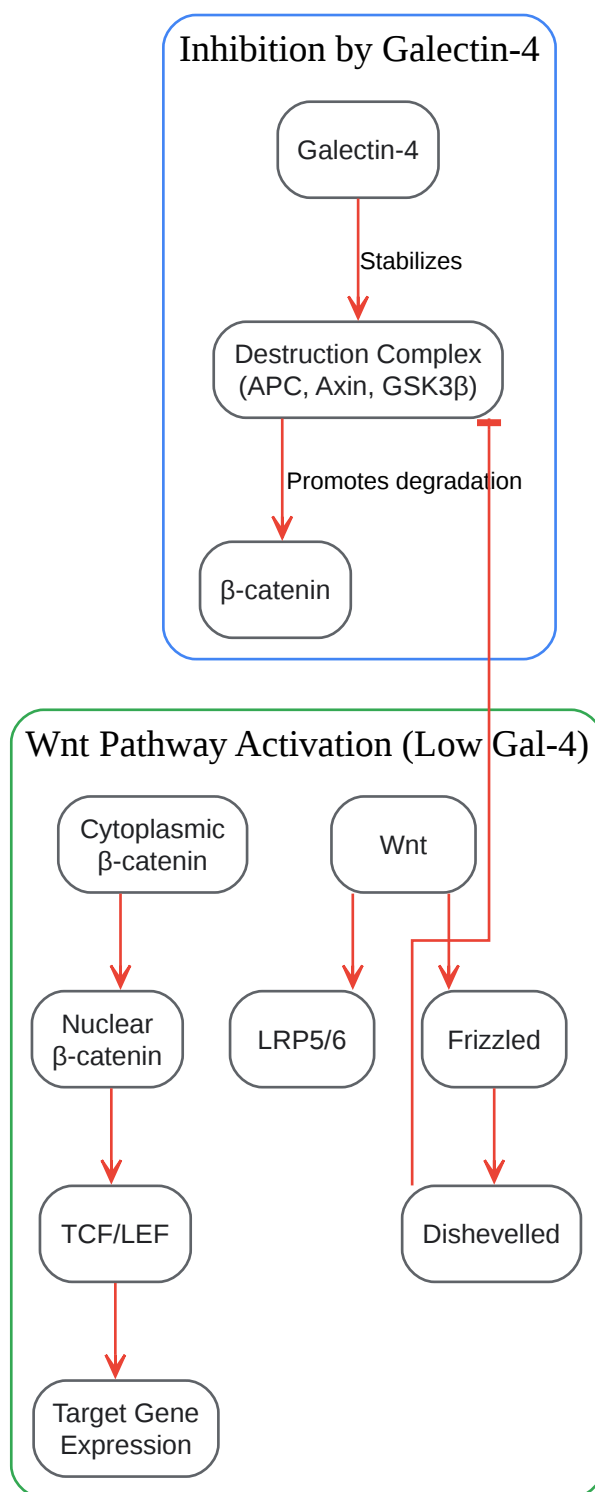 Inhibition by Galectin-4
Galectin-4
Stabilizes
Destruction Complex
(APC, Axin, GSK3β)
Promotes degradation
β-catenin
Wnt Pathway Activation (Low Gal-4)
Cytoplasmic
β-catenin
Wnt
Nuclear
β-catenin
LRP5/6
Frizzled
TCF/LEF
Dishevelled
Target Gene
Expression